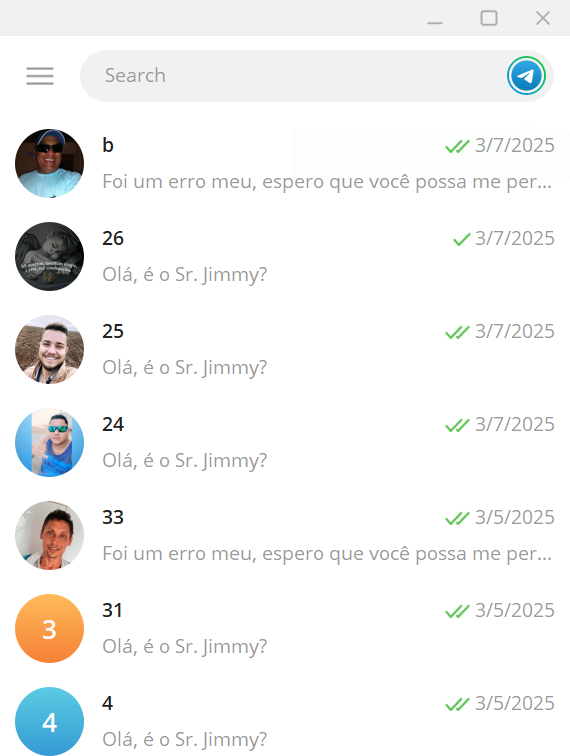 Search
b 3/7/2025
Foi um erro meu, espero que você possa me per...
26 3/7/2025
Olá, é o Sr. Jimmy?
25 3/7/2025
Olá, é o Sr. Jimmy?
24 3/7/2025
Olá, é o Sr. Jimmy?
33 3/5/2025
Foi um erro meu, espero que você possa me per...
3
31 3/5/2025
Olá, é o Sr. Jimmy?
4
4 3/5/2025
Olá, é o Sr. Jimmy?